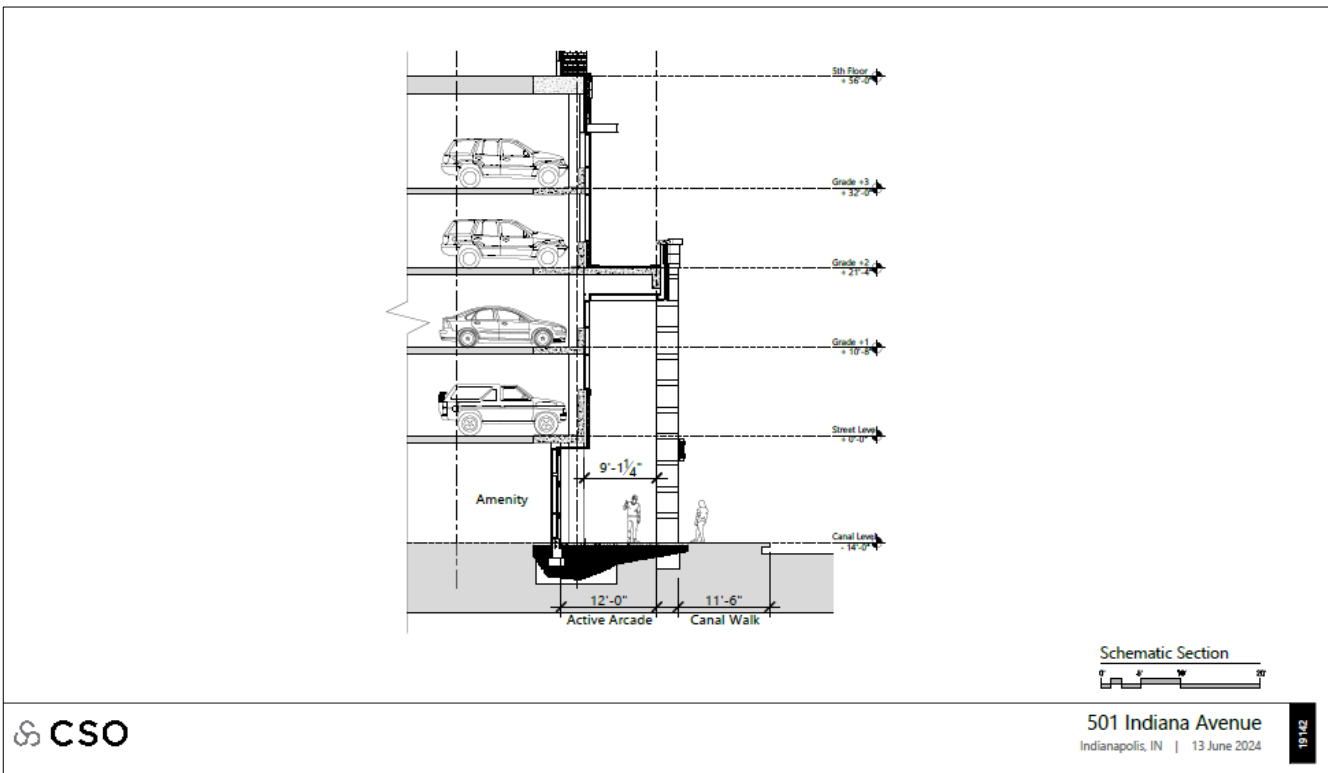 5th Floor
+ 56'-0"
Grade +3
+ 32'-0"
Grade +2
+ 21'-4"
Grade +1
+ 10'-8"
Street Level
+ 0'-0"
9'-1¼"
Amenity
Canal Level
- 14'-0"
12'-0"
11'-6"
Active Arcade
Canal Walk
Schematic Section
0' 5' 10' 20'
CSO
501 Indiana Avenue
Indianapolis, IN | 13 June 2024
19142